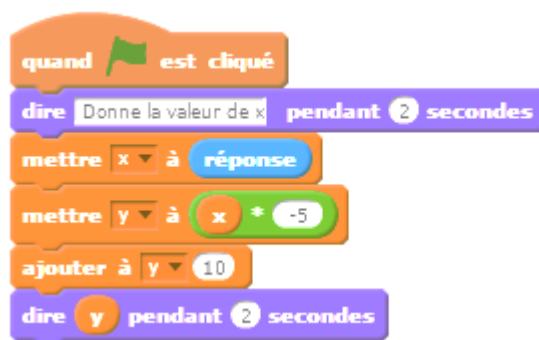 quand est cliqué
dire Donne la valeur de x pendant 2 secondes
mettre x à réponse
mettre y à x * -5
ajouter à y 10
dire y pendant 2 secondes